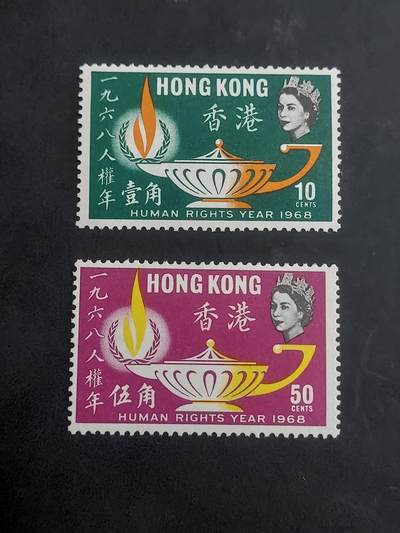 HONG KONG
香港
一九六八人權年
壹角
10
CENTS
HUMAN RIGHTS YEAR 1968
HONG KONG
香港
一九六八人權年
伍角
50
CENTS
HUMAN RIGHTS YEAR 1968